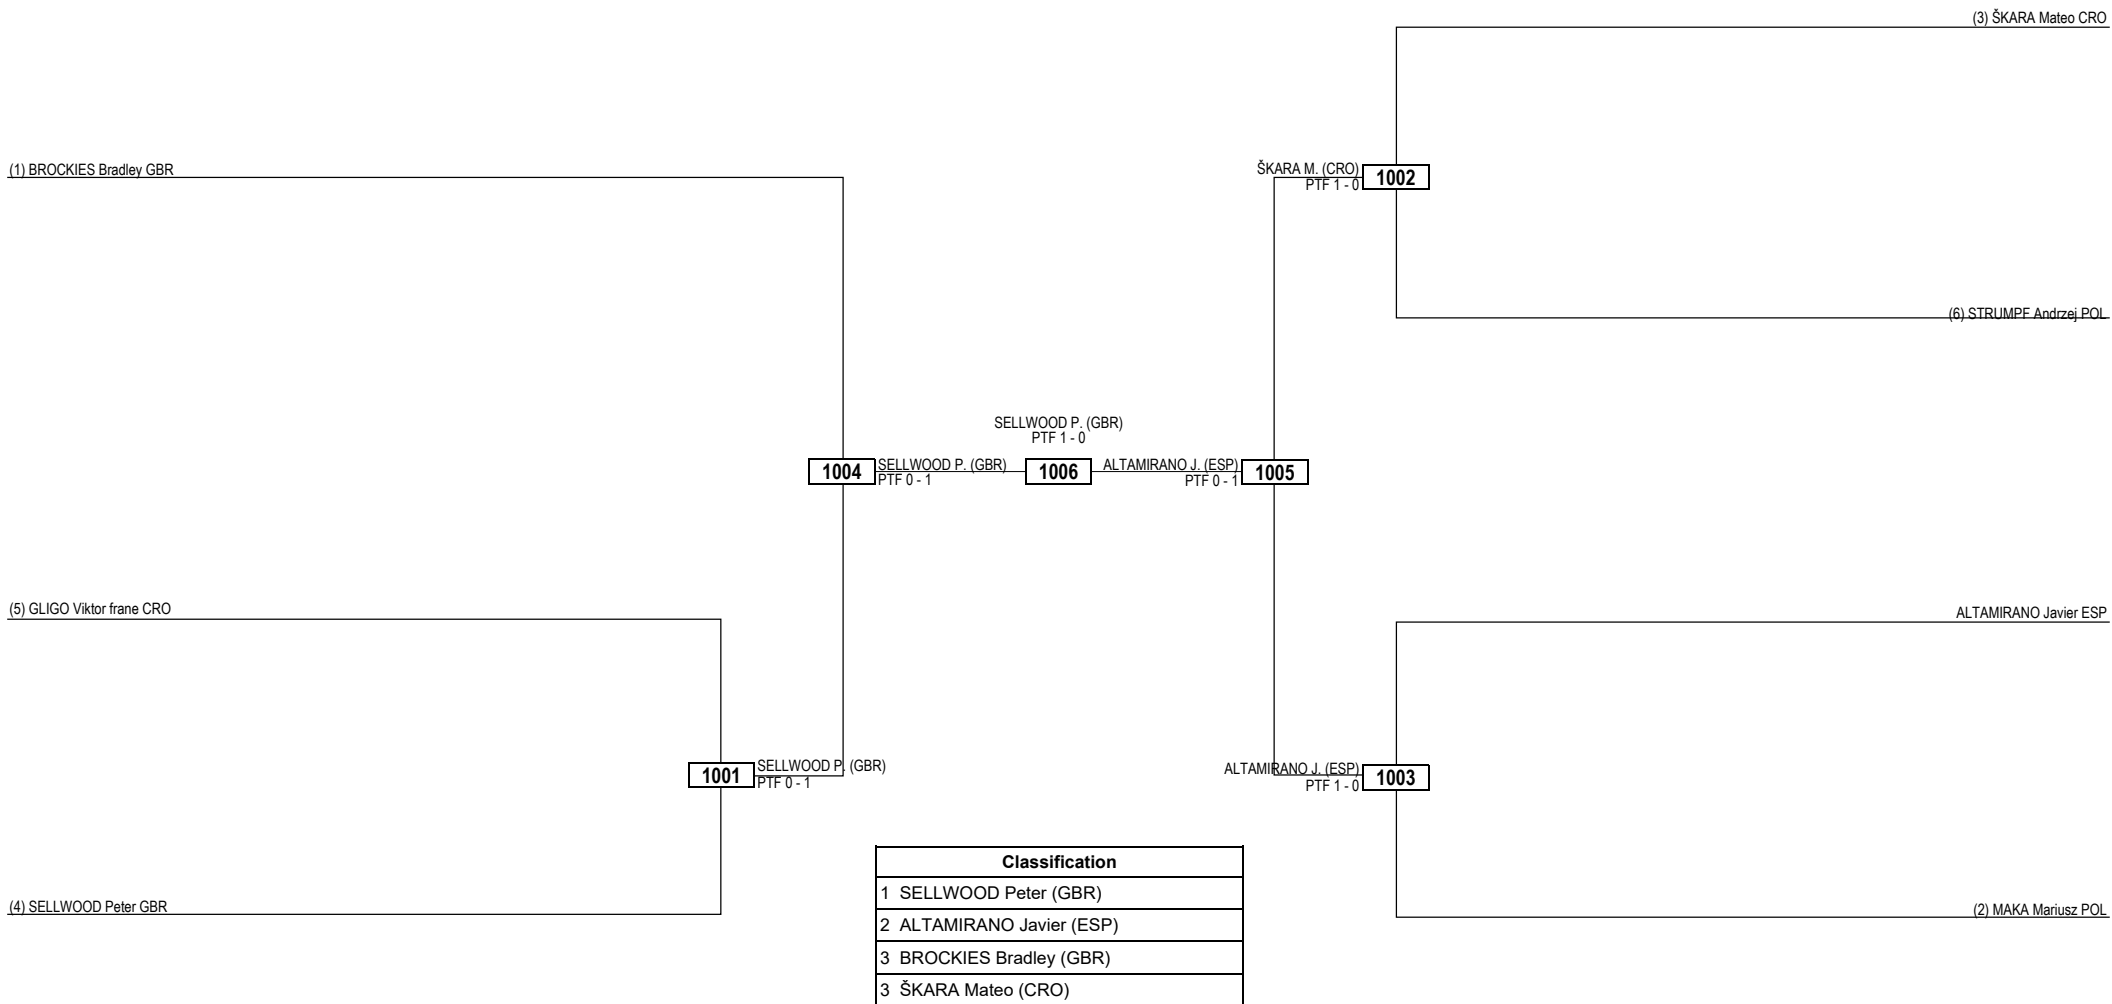 (3) ŠKARA Mateo CRO
(1) BROCKIES Bradley GBR
ŠKARA M. (CRO)
PTF 1 - 0
1002
(6) STRUMPF Andrzej POL
SELLWOOD P. (GBR)
PTF 1 - 0
1004
SELLWOOD P. (GBR)
PTF 0 - 1
1006
ALTAMIRANO J. (ESP)
PTF 0 - 1
1005
(5) GLIGO Viktor frane CRO
ALTAMIRANO Javier ESP
1001
SELLWOOD P. (GBR)
PTF 0 - 1
ALTAMIRANO J. (ESP)
PTF 1 - 0
1003
(4) SELLWOOD Peter GBR
(2) MAKA Mariusz POL
Classification
1 SELLWOOD Peter (GBR)
2 ALTAMIRANO Javier (ESP)
3 BROCKIES Bradley (GBR)
3 ŠKARA Mateo (CRO)